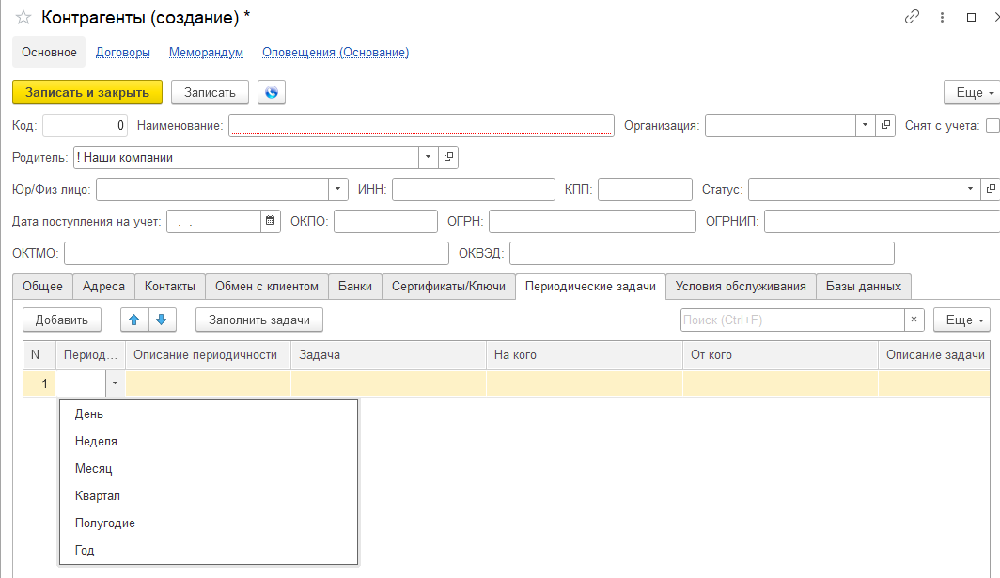 Контрагенты (создание) *
Основное Договоры Меморандум Оповещения (Основание)
Записать и закрыть Записать Еще
Код: 0 Наименование: Организация: Снят с учета:
Родитель: ! Наши компании
Юр/Физ лицо: ИНН: КПП: Статус:
Дата поступления на учет: . . ОКПО: ОГРН: ОГРНИП:
ОКТМО: ОКВЭД:
Общее Адреса Контакты Обмен с клиентом Банки Сертификаты/Ключи Периодические задачи Условия обслуживания Базы данных
Добавить Заполнить задачи Поиск (Ctrl+F) × Еще
N Период... Описание периодичности Задача На кого От кого Описание задачи
1
День
Неделя
Месяц
Квартал
Полугодие
Год